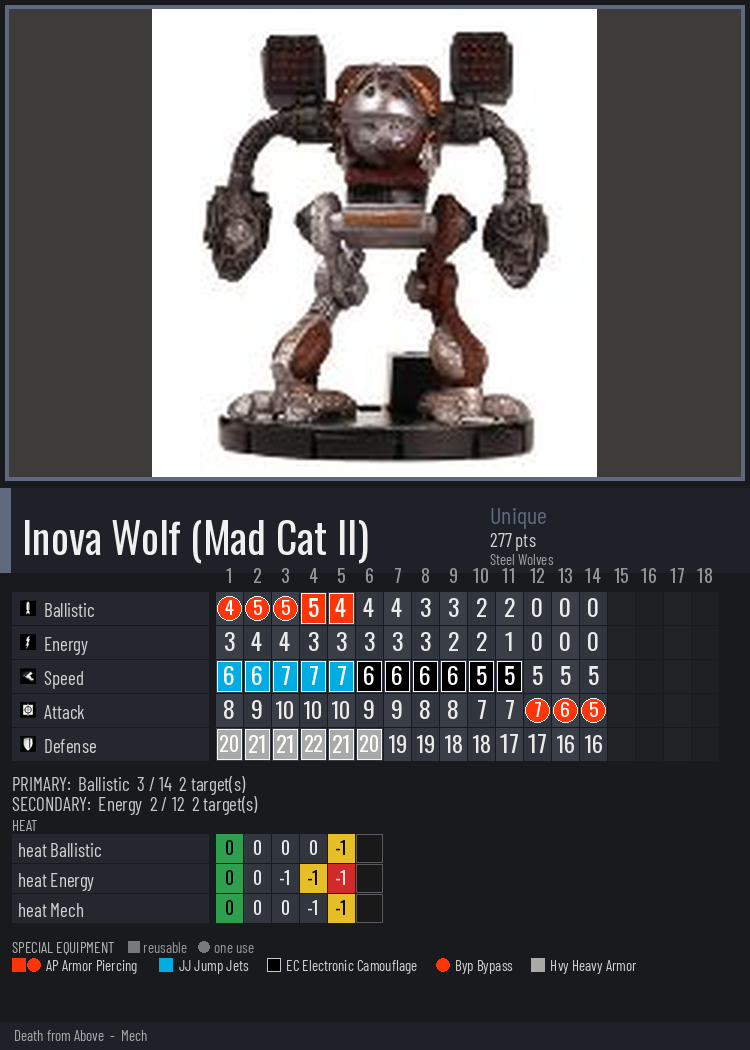 Inova Wolf (Mad Cat II)
Unique
277 pts
Steel Wolves
1 2 3 4 5 6 7 8 9 10 11 12 13 14 15 16 17 18
Ballistic 4 5 5 5 4 4 4 3 3 2 2 0 0 0
Energy 3 4 4 3 3 3 3 3 2 2 1 0 0 0
Speed 6 6 7 7 7 6 6 6 6 5 5 5 5 5
Attack 8 9 10 10 10 9 9 8 8 7 7 7 6 5
Defense 20 21 21 22 21 20 19 19 18 18 17 17 16 16
PRIMARY: Ballistic 3 / 14 2 target(s)
SECONDARY: Energy 2 / 12 2 target(s)
HEAT
heat Ballistic 0 0 0 0 -1
heat Energy 0 0 -1 -1 -1
heat Mech 0 0 0 -1 -1
SPECIAL EQUIPMENT reusable one use
AP Armor Piercing JJ Jump Jets EC Electronic Camouflage Byp Bypass Hvy Heavy Armor
Death from Above - Mech